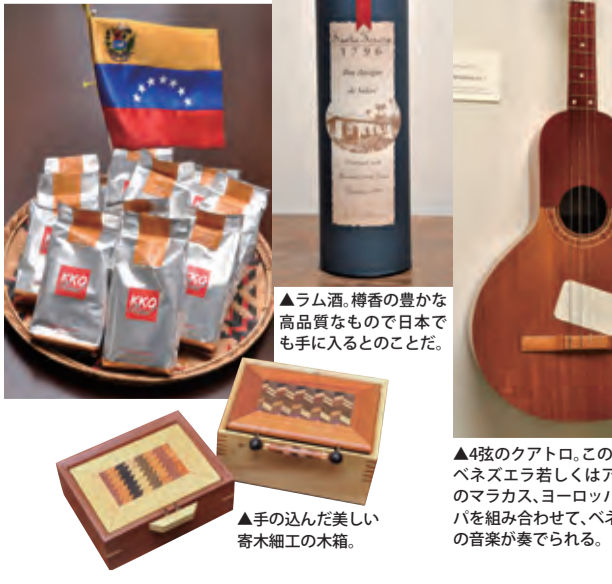 KKO
KKO
KKO
1796
▲ラム酒。樽香の豊かな
高品質なもので日本で
も手に入るとのことだ。
▲4弦のクアトロ。この
ベネズエラ若しくはア
のマラカス、ヨーロッパ
パを組み合わせて、ベネ
の音楽が奏でられる。
▲手の込んだ美しい
寄木細工の木箱。